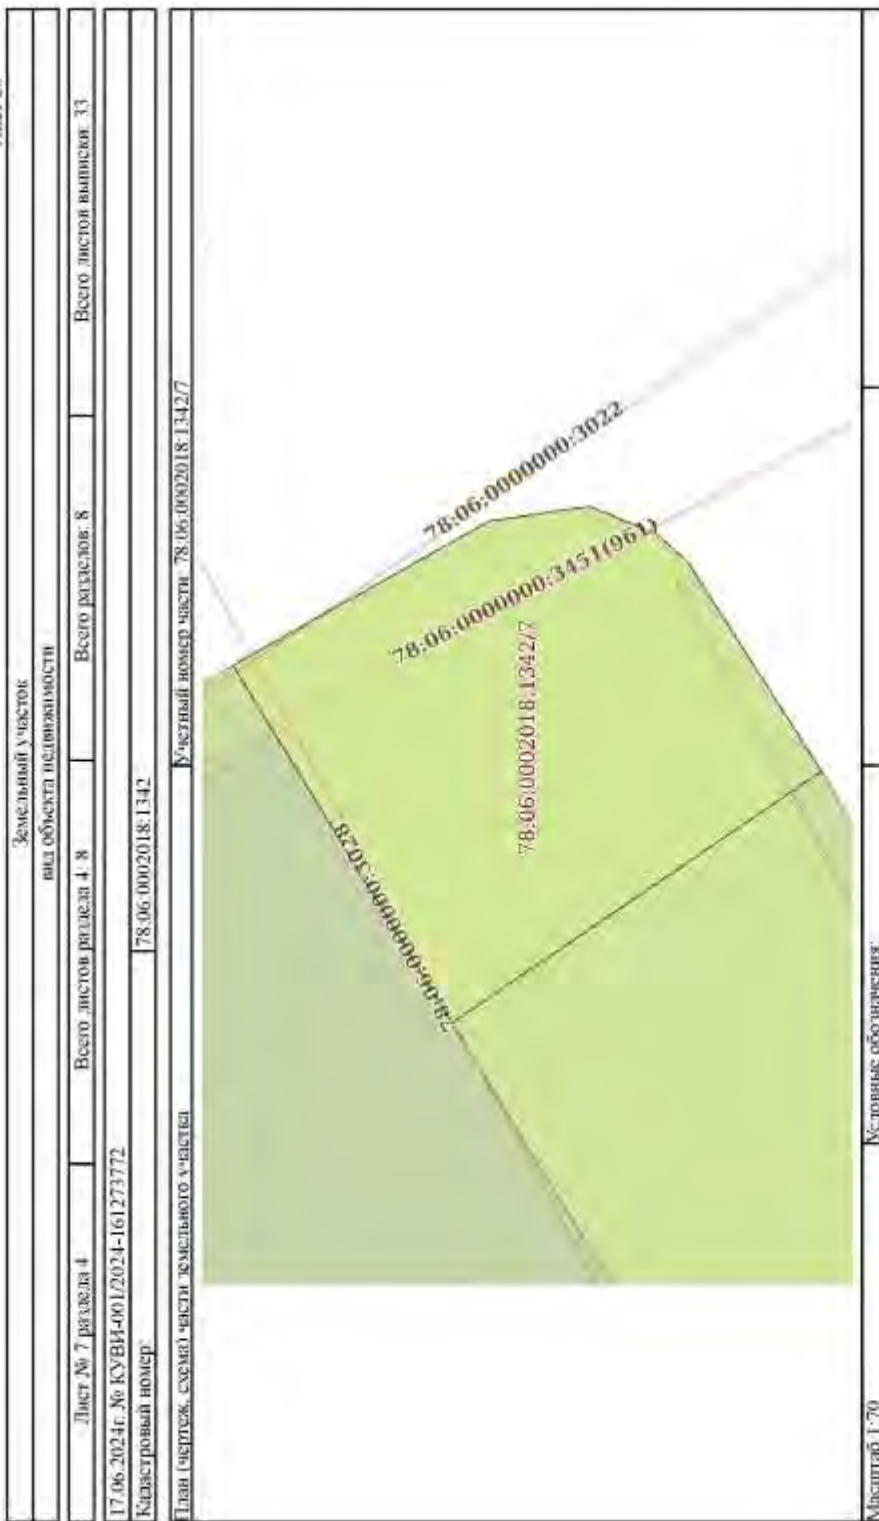 Земельный участок
вид объекта недвижимости
Лист № 7 раздела 4 Всего листов раздела 4: 8 Всего разделов: 8 Всего листов выписки: 33
17.06.2024г. № КУВИ-001/2024-161273772
Кадастровый номер: 78:06:0002018:1342
План (чертеж, схема) части земельного участка Учетный номер части: 78:06:0002018:1342/7
78:06:0000000:3022
78:06:0000000:3451(961)
78:06:0002018:1342/7
78:06:0000000:3028
Масштаб 1:70 Условные обозначения: